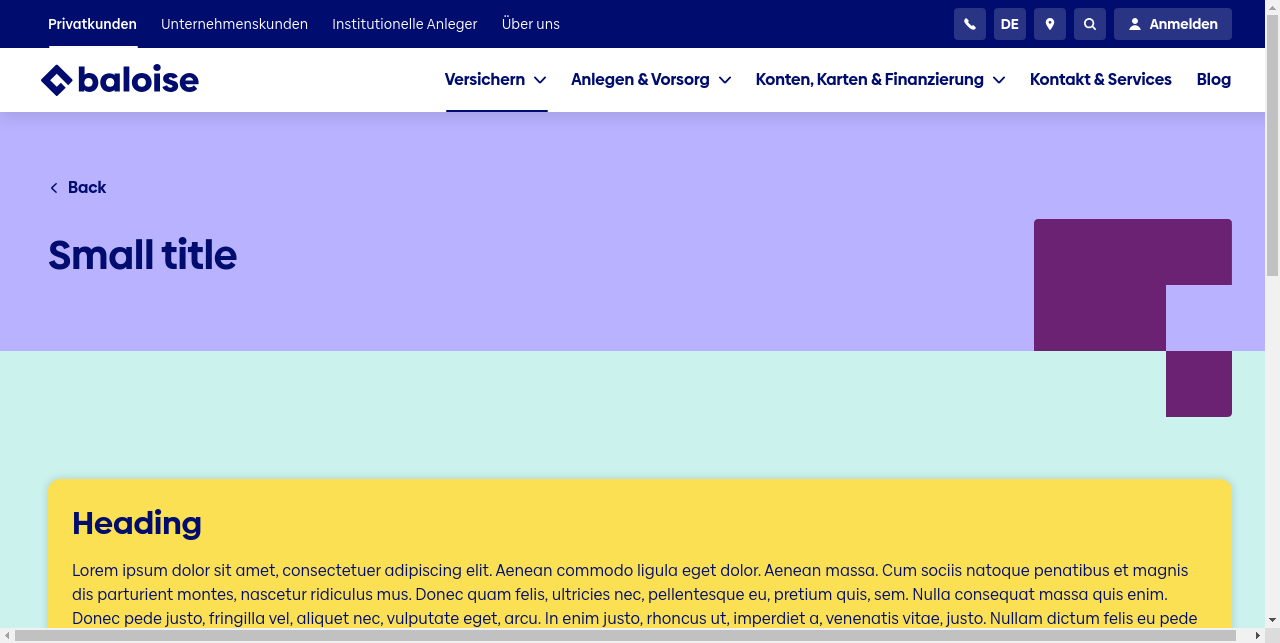 Privatkunden Unternehmenskunden Institutionelle Anleger Über uns DE Anmelden
baloise Versichern Anlegen & Vorsorg Konten, Karten & Finanzierung Kontakt & Services Blog
Back
Small title
Heading
Lorem ipsum dolor sit amet, consectetuer adipiscing elit. Aenean commodo ligula eget dolor. Aenean massa. Cum sociis natoque penatibus et magnis
dis parturient montes, nascetur ridiculus mus. Donec quam felis, ultricies nec, pellentesque eu, pretium quis, sem. Nulla consequat massa quis enim.
Donec pede justo, fringilla vel, aliquet nec, vulputate eget, arcu. In enim justo, rhoncus ut, imperdiet a, venenatis vitae, justo. Nullam dictum felis eu pede